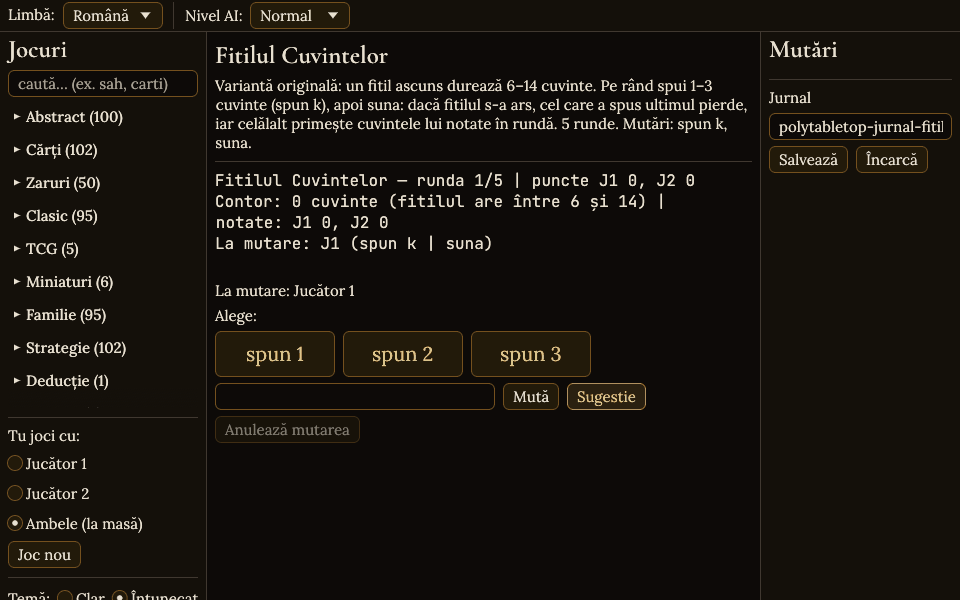 Limbă: Română ▼ Nivel AI: Normal ▼
Jocuri
caută... (ex. sah, carti)
▸ Abstract (100)
▸ Cărți (102)
▸ Zaruri (50)
▸ Clasic (95)
▸ TCG (5)
▸ Miniaturi (6)
▸ Familie (95)
▸ Strategie (102)
▸ Deducție (1)
Tu joci cu:
Jucător 1
Jucător 2
Ambele (la masă)
Joc nou
Temă: Clar Întunecat
Fitilul Cuvintelor
Variantă originală: un fitil ascuns durează 6–14 cuvinte. Pe rând spui 1–3
cuvinte (spun k), apoi suna: dacă fitilul s-a ars, cel care a spus ultimul pierde,
iar celălalt primește cuvintele lui notate în rundă. 5 runde. Mutări: spun k,
suna.
Fitilul Cuvintelor — runda 1/5 | puncte J1 0, J2 0
Contor: 0 cuvinte (fitilul are între 6 și 14) |
notate: J1 0, J2 0
La mutare: J1 (spun k | suna)
La mutare: Jucător 1
Alege:
spun 1 spun 2 spun 3
Mută Sugestie
Anulează mutarea
Mutări
Jurnal
polytabletop-jurnal-fitil
Salvează Încarcă